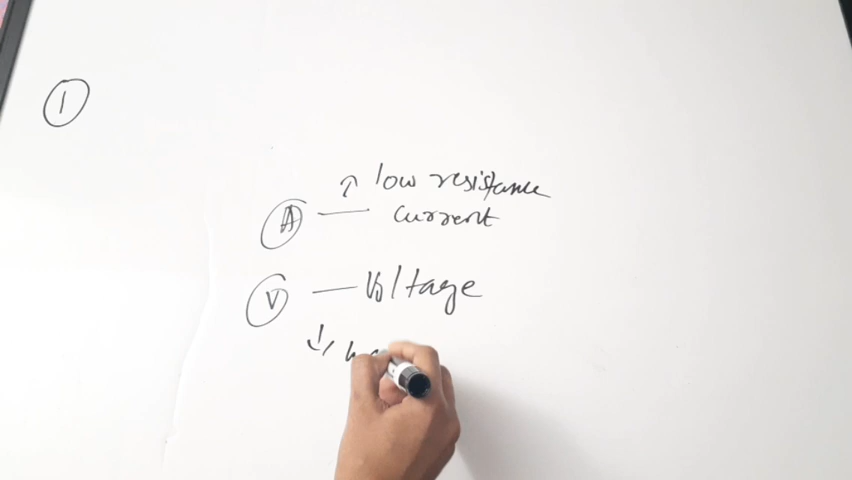 1
↑ low resistance
A — current
V — Voltage
↓